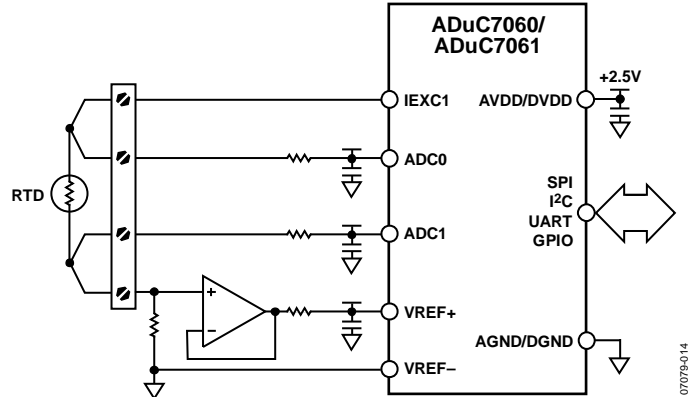 ADuC7060/
ADuC7061
+2.5V
IEXC1
AVDD/DVDD
ADC0
RTD
SPI
I²C
UART
GPIO
ADC1
+
−
VREF+
VREF−
AGND/DGND
07079-014